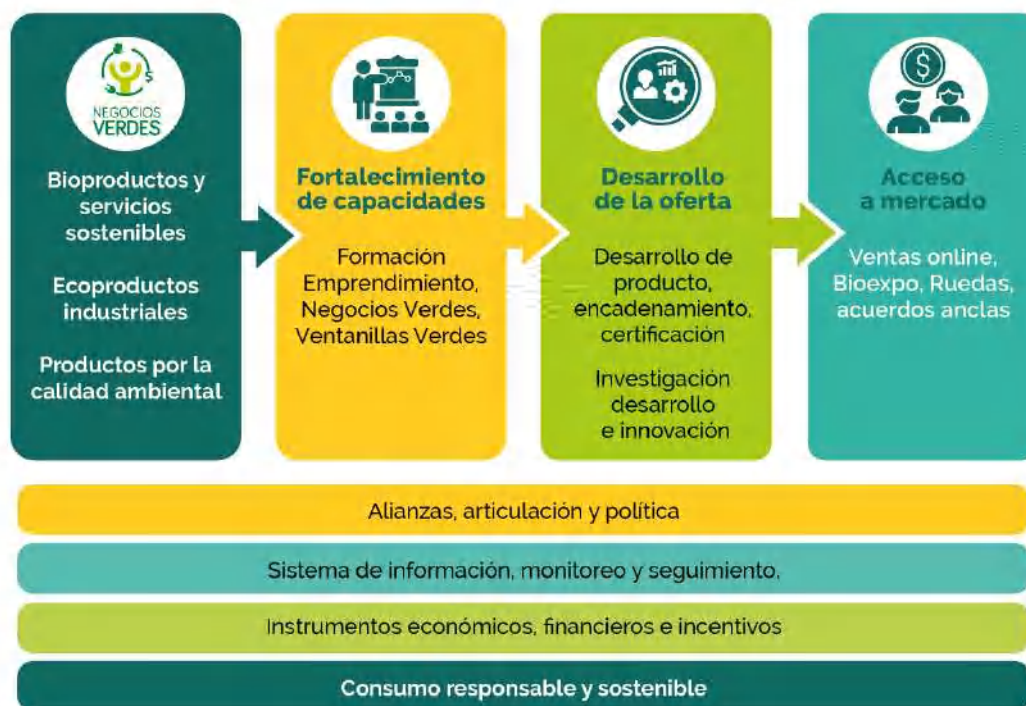 NEGOCIOS
VERDES
Bioproductos y
servicios
sostenibles
Ecoproductos
industriales
Productos por la
calidad ambiental
Fortalecimiento
de capacidades
Formación
Emprendimiento,
Negocios Verdes,
Ventanillas Verdes
Desarrollo
de la oferta
Desarrollo de
producto,
encadenamiento,
certificación
Investigación
desarrollo
e innovación
Acceso
a mercado
Ventas online,
Bioexpo, Ruedas,
acuerdos anclas
Alianzas, articulación y política
Sistema de información, monitoreo y seguimiento,
Instrumentos económicos, financieros e incentivos
Consumo responsable y sostenible